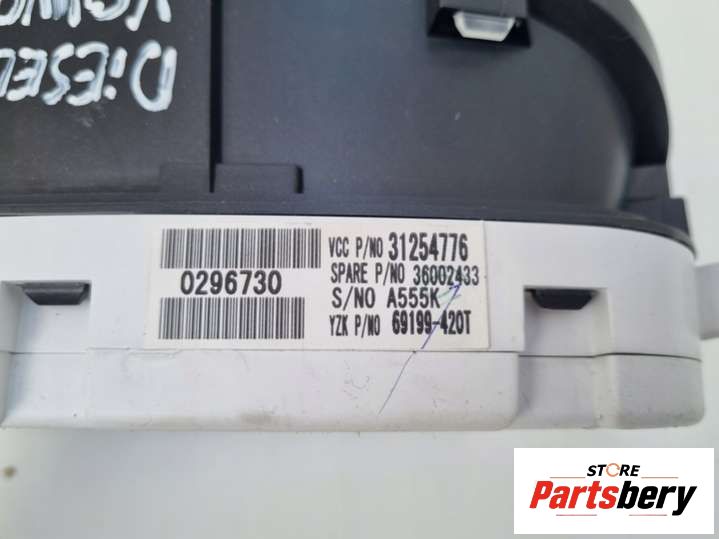 DIESEL
0296730
VCC P/NO 31254776
SPARE P/NO 36002433
S/NO A555K
YZK P/NO 69199-420T
STORE
Partsbery